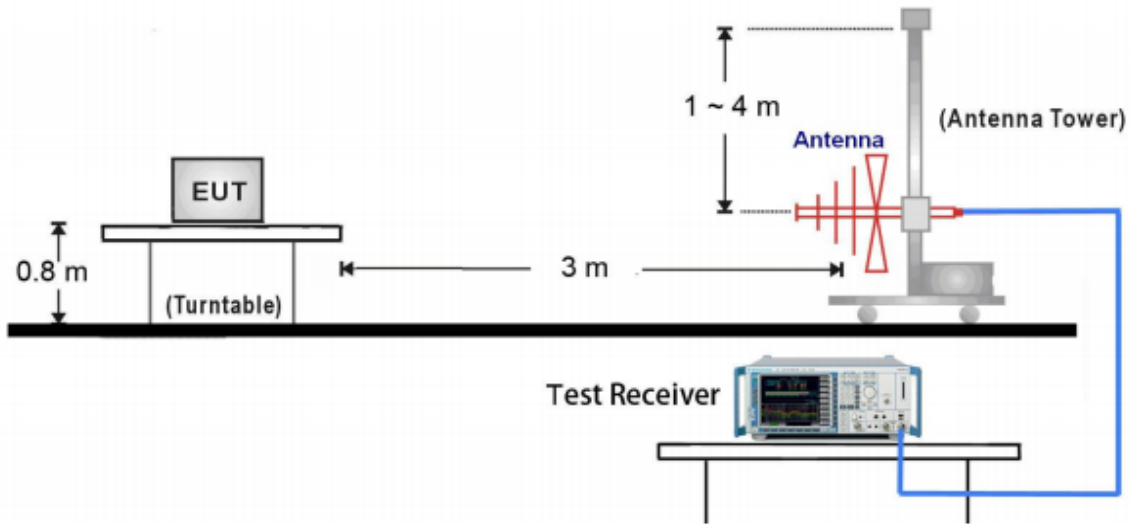 1 ~ 4 m
(Antenna Tower)
Antenna
EUT
0.8 m
3 m
(Turntable)
Test Receiver